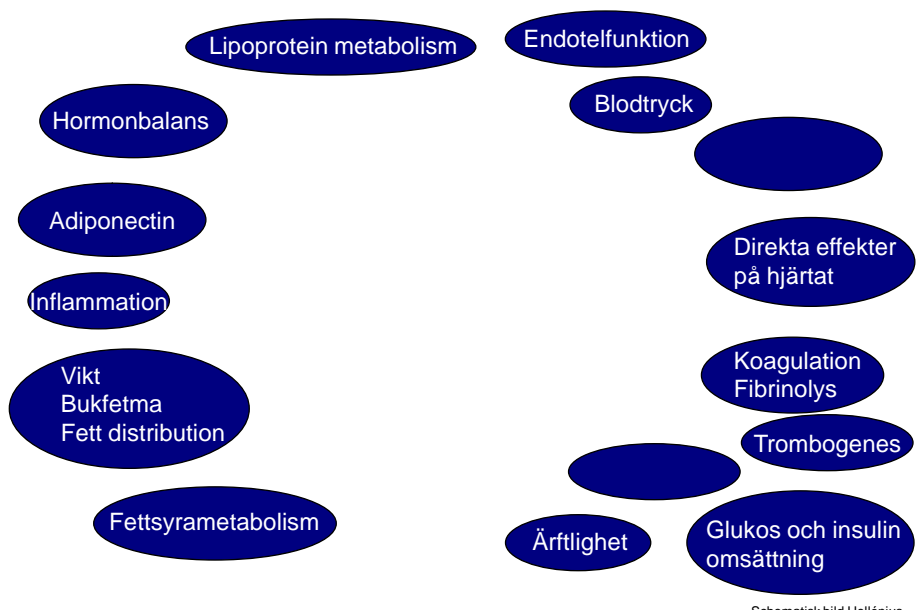 Lipoprotein metabolism
Endotelfunktion
Blodtryck
Hormonbalans
Adiponectin
Direkta effekter
på hjärtat
Inflammation
Vikt
Bukfetma
Fett distribution
Koagulation
Fibrinolys
Trombogenes
Fettsyrametabolism
Ärftlighet
Glukos och insulin
omsättning